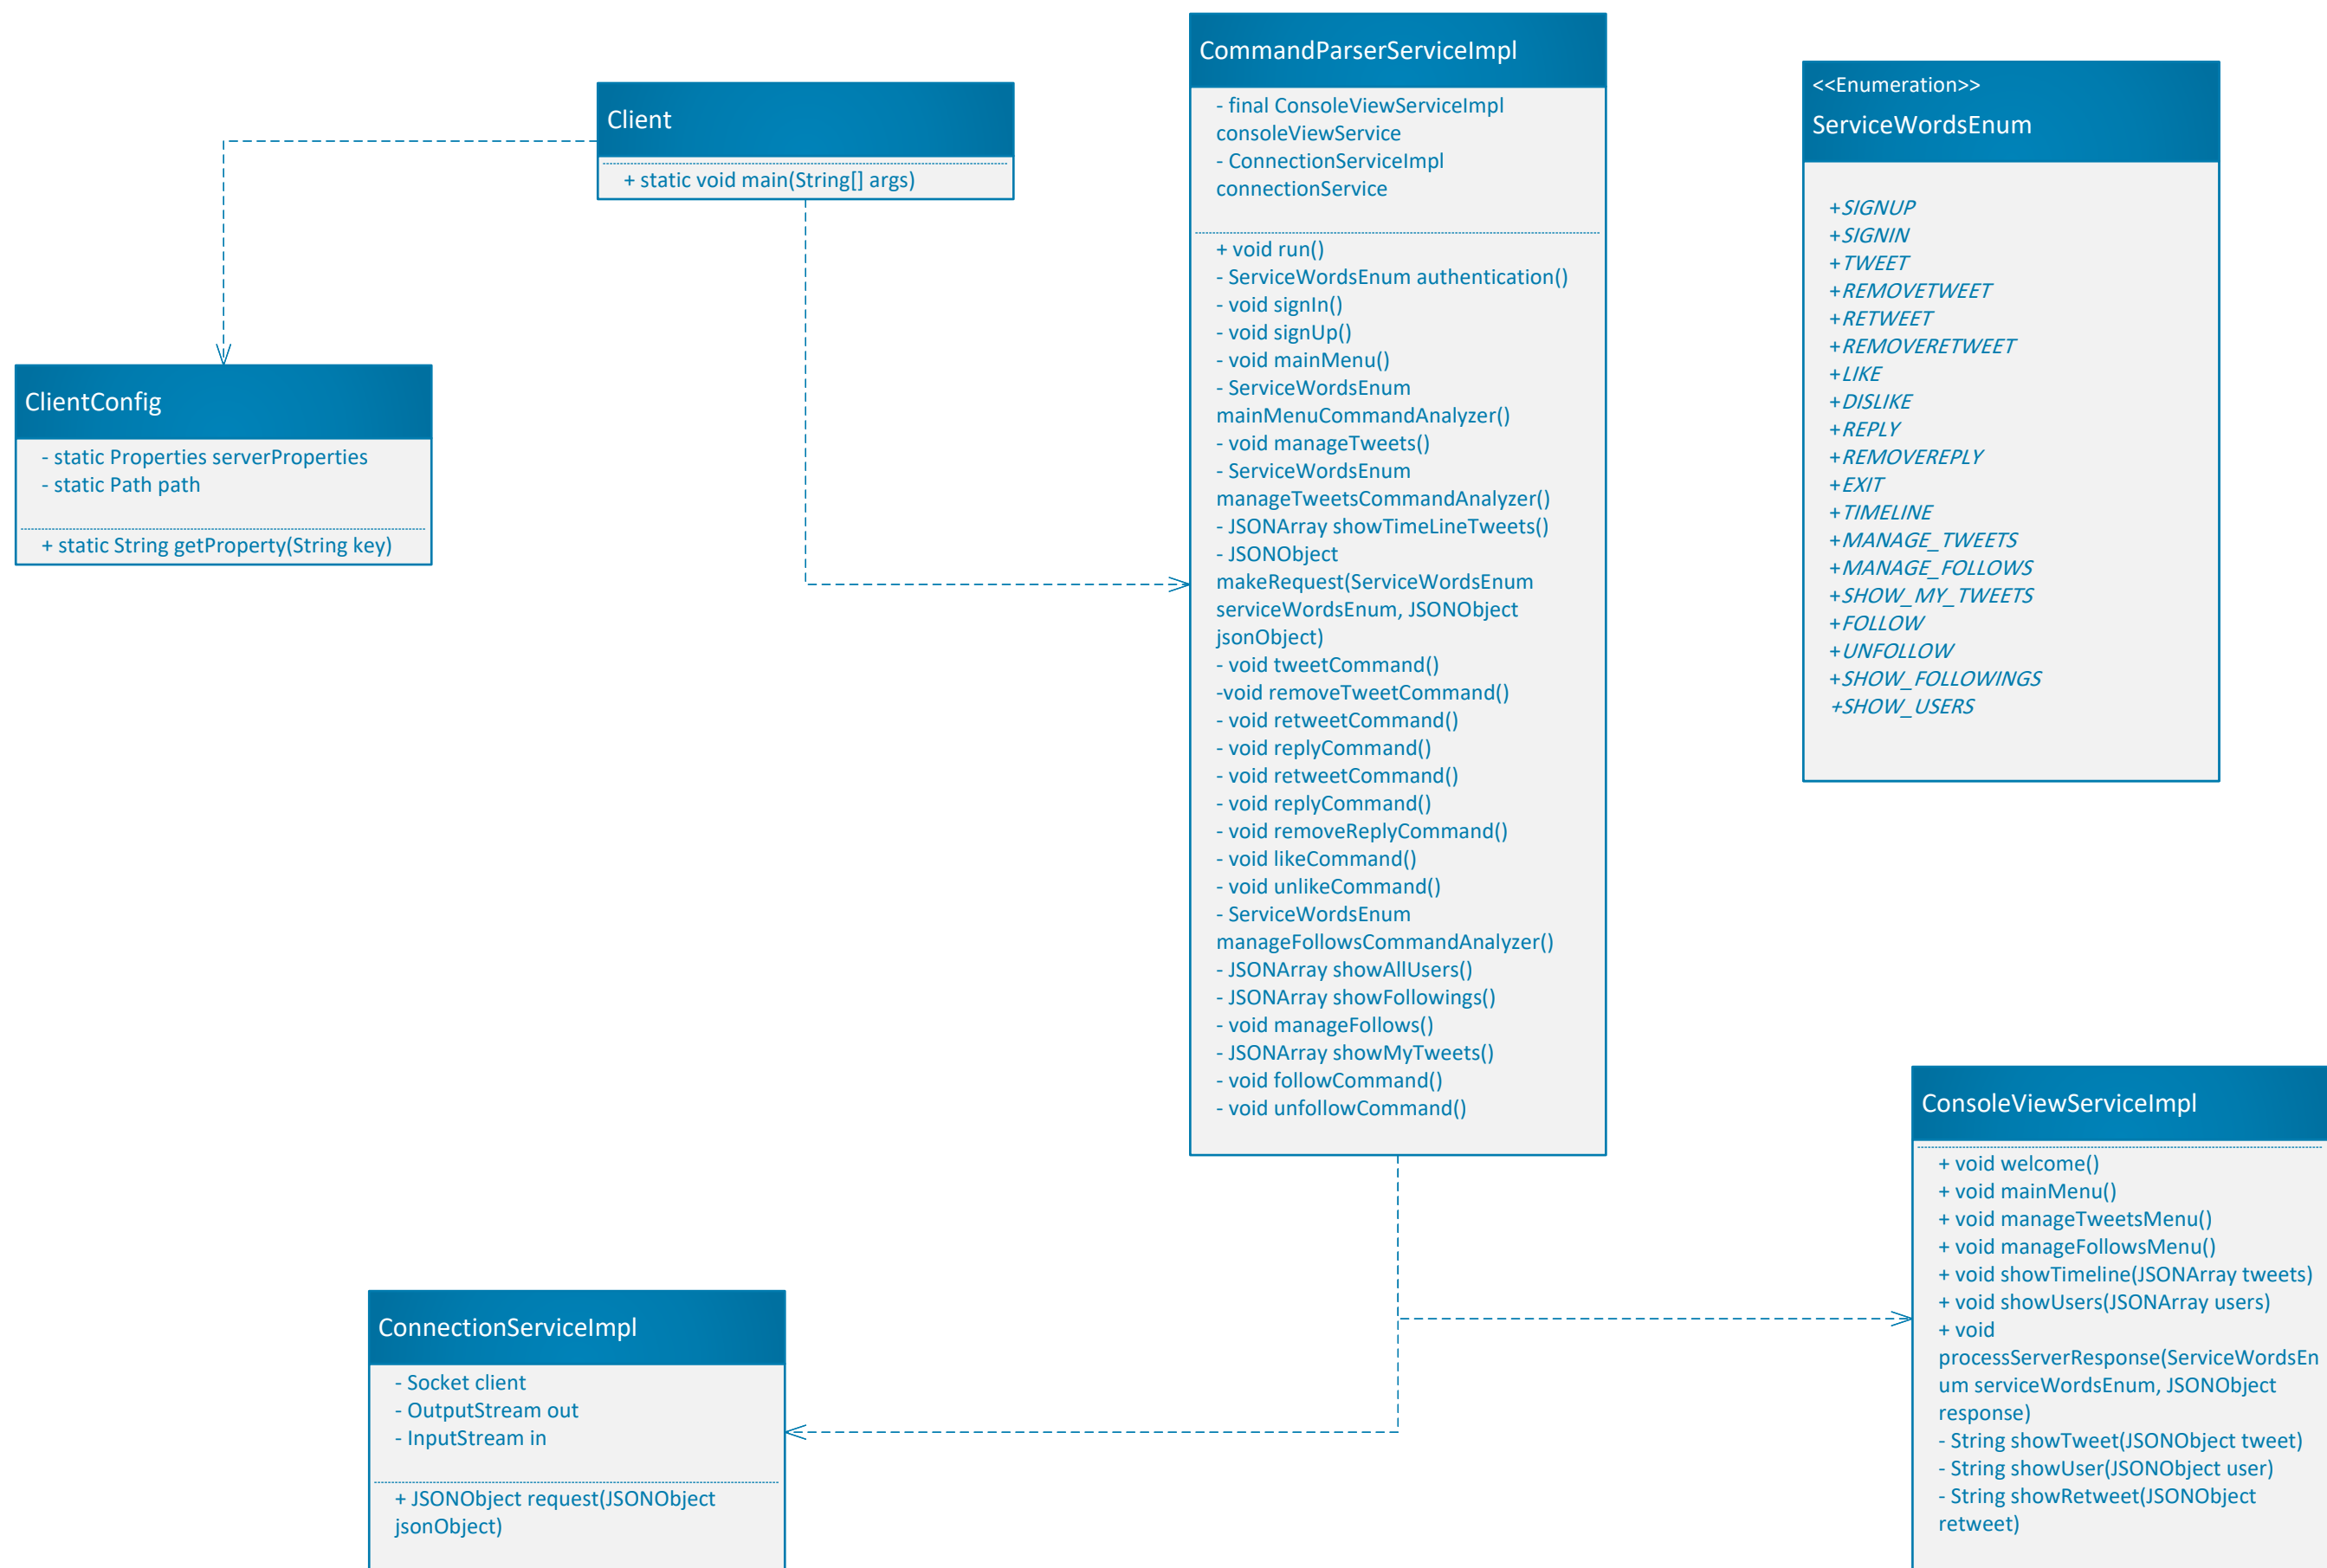 Client
+ static void main(String[] args)
ClientConfig
- static Properties serverProperties
- static Path path
+ static String getProperty(String key)
CommandParserServiceImpl
- final ConsoleViewServiceImpl
consoleViewService
- ConnectionServiceImpl
connectionService
+ void run()
- ServiceWordsEnum authentication()
- void signIn()
- void signUp()
- void mainMenu()
- ServiceWordsEnum
mainMenuCommandAnalyzer()
- void manageTweets()
- ServiceWordsEnum
manageTweetsCommandAnalyzer()
- JSONArray showTimeLineTweets()
- JSONObject
makeRequest(ServiceWordsEnum
serviceWordsEnum, JSONObject
jsonObject)
- void tweetCommand()
-void removeTweetCommand()
- void retweetCommand()
- void replyCommand()
- void retweetCommand()
- void replyCommand()
- void removeReplyCommand()
- void likeCommand()
- void unlikeCommand()
- ServiceWordsEnum
manageFollowsCommandAnalyzer()
- JSONArray showAllUsers()
- JSONArray showFollowings()
- void manageFollows()
- JSONArray showMyTweets()
- void followCommand()
- void unfollowCommand()
<<Enumeration>>
ServiceWordsEnum
+SIGNUP
+SIGNIN
+TWEET
+REMOVETWEET
+RETWEET
+REMOVERETWEET
+LIKE
+DISLIKE
+REPLY
+REMOVEREPLY
+EXIT
+TIMELINE
+MANAGE_TWEETS
+MANAGE_FOLLOWS
+SHOW_MY_TWEETS
+FOLLOW
+UNFOLLOW
+SHOW_FOLLOWINGS
+SHOW_USERS
ConnectionServiceImpl
- Socket client
- OutputStream out
- InputStream in
+ JSONObject request(JSONObject
jsonObject)
ConsoleViewServiceImpl
+ void welcome()
+ void mainMenu()
+ void manageTweetsMenu()
+ void manageFollowsMenu()
+ void showTimeline(JSONArray tweets)
+ void showUsers(JSONArray users)
+ void
processServerResponse(ServiceWordsEn
um serviceWordsEnum, JSONObject
response)
- String showTweet(JSONObject tweet)
- String showUser(JSONObject user)
- String showRetweet(JSONObject
retweet)